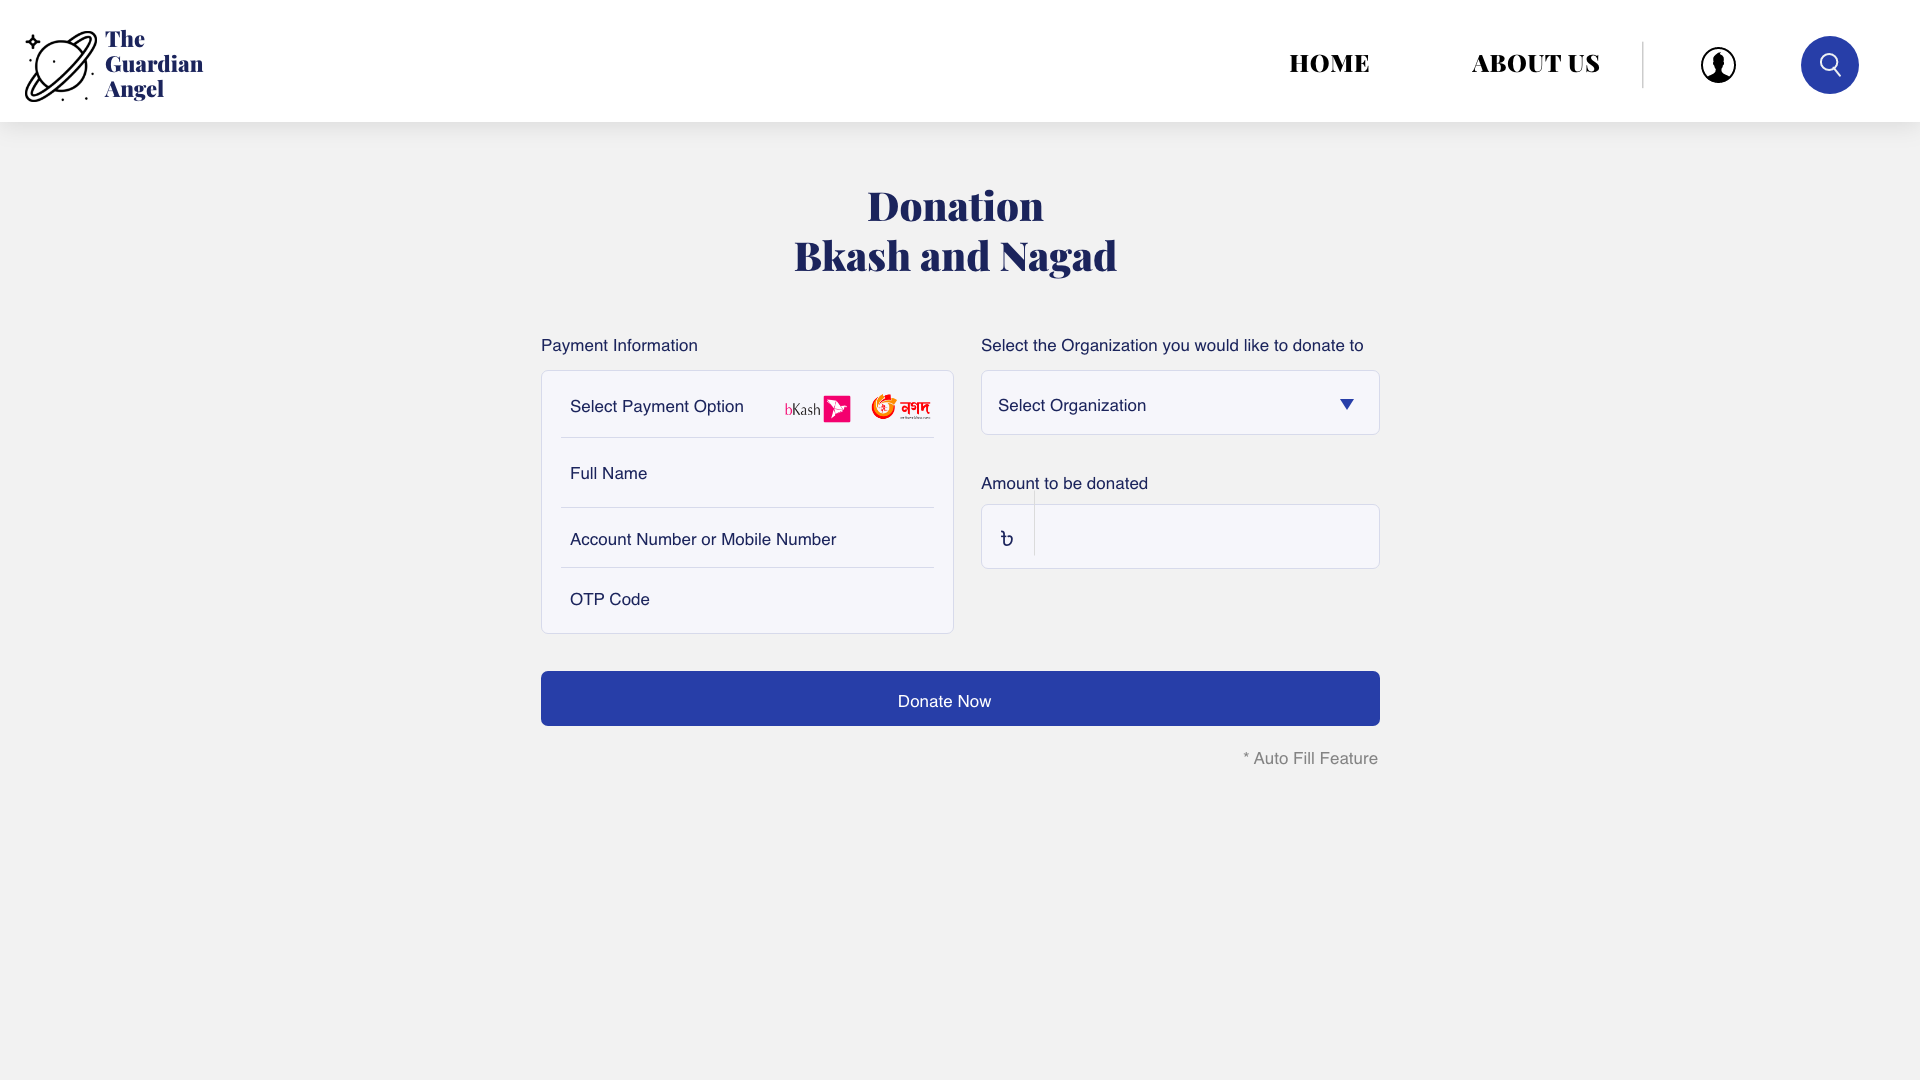 The
Guardian
Angel
HOME
ABOUT US
Donation
Bkash and Nagad
Payment Information
Select Payment Option
bKash
নগদ
Full Name
Account Number or Mobile Number
OTP Code
Select the Organization you would like to donate to
Select Organization
Amount to be donated
৳
Donate Now
* Auto Fill Feature